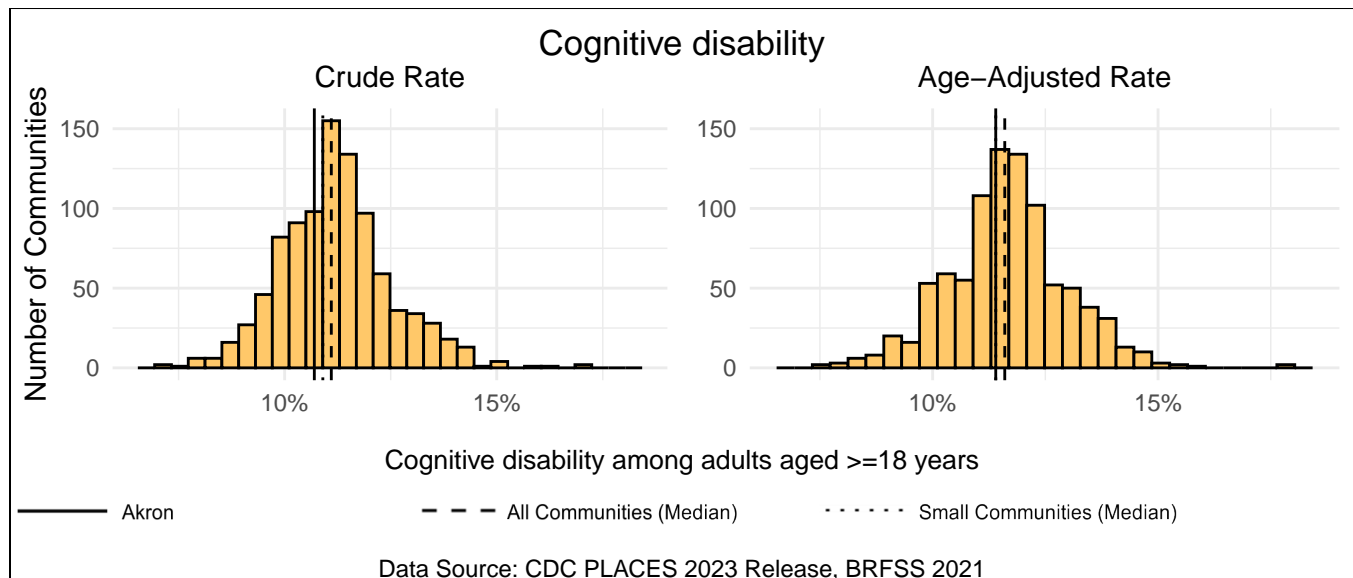 Cognitive disability
Crude Rate
Age−Adjusted Rate
Number of Communities
150
100
50
0
10%
15%
150
100
50
0
10%
15%
Cognitive disability among adults aged >=18 years
Akron
All Communities (Median)
Small Communities (Median)
Data Source: CDC PLACES 2023 Release, BRFSS 2021